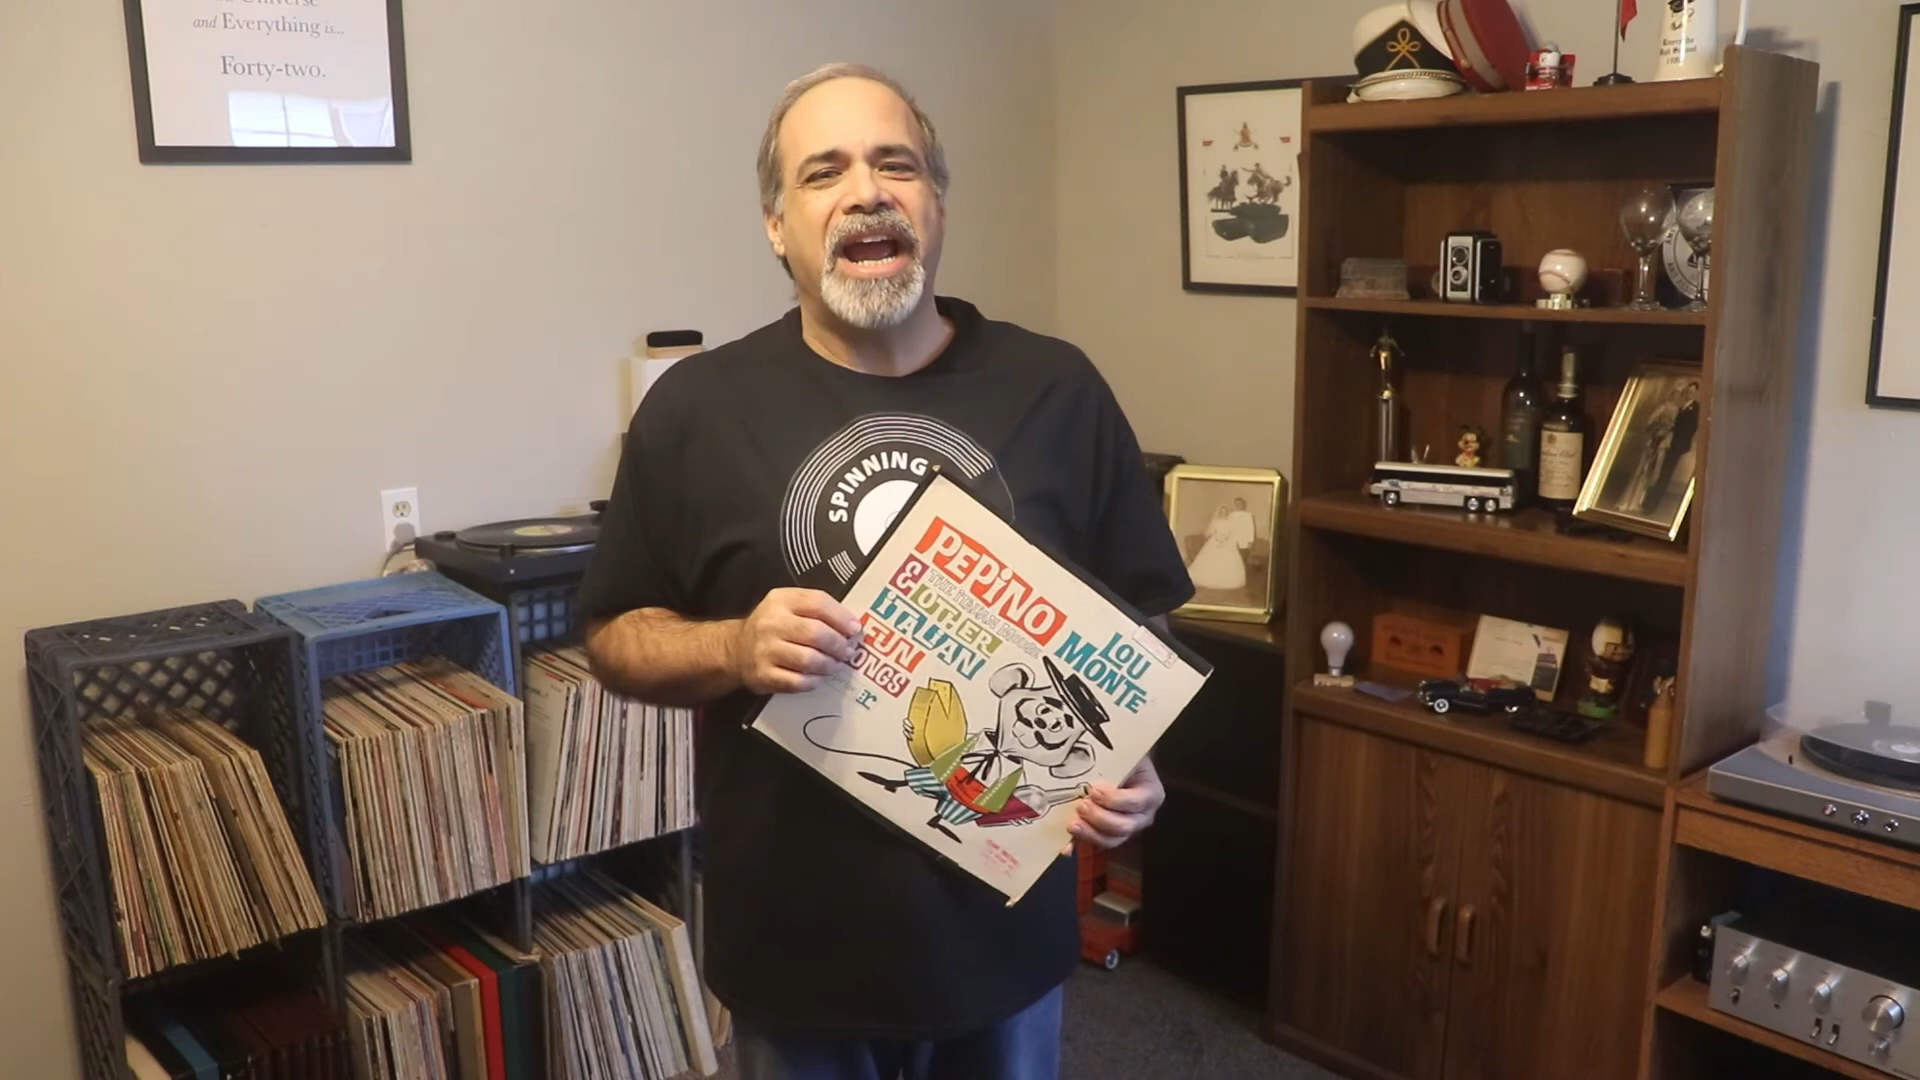 and Everything is...
Forty-two.
SPINNING
PEPINO
THE ITALIAN MOUSE
& OTHER
ITALIAN
FUN
SONGS
LOU
MONTE
r